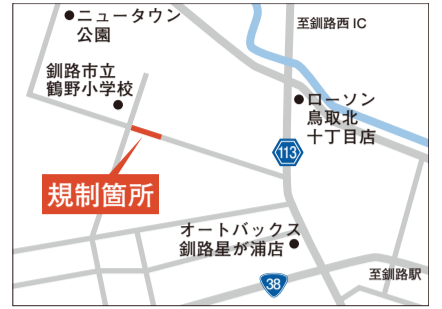 ニュータウン
公園
至釧路西IC
釧路市立
鶴野小学校
ローソン
鳥取北
十丁目店
113
規制箇所
オートバックス
釧路星が浦店
38
至釧路駅